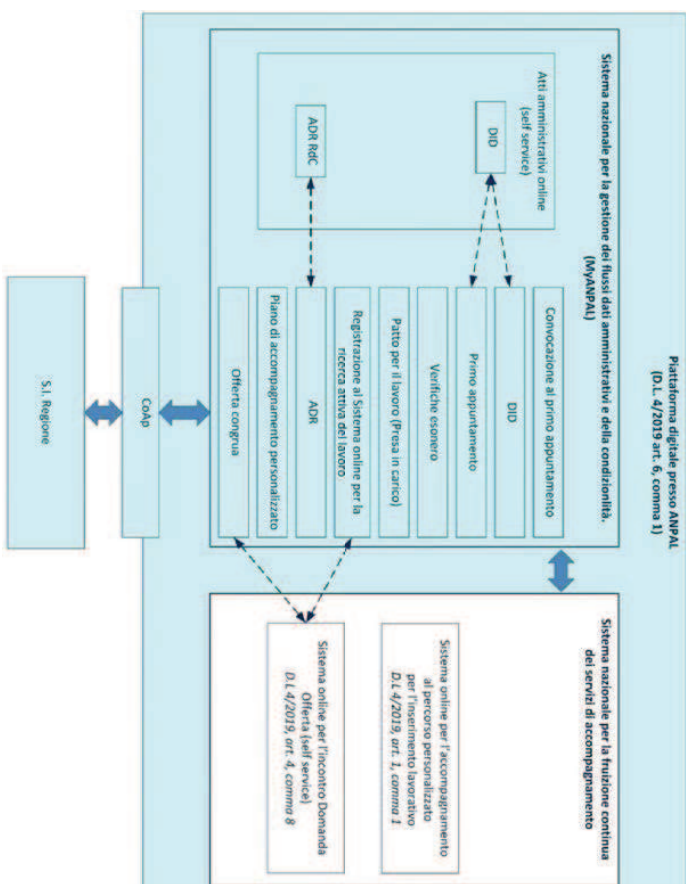 Piattaforma digitale presso ANPAL
(D.L. 4/2019 art. 6, comma 1)
Sistema nazionale per la gestione dei flussi dati amministrativi e della condizionlità.
(MyANPAL)
Atti amministrativi online
(self service)
DID
ADR RdC
Convocazione al primo appuntamento
DID
Primo appuntamento
Verifiche esonero
Patto per il lavoro (Presa in carico)
Registrazione al Sistema online per la
ricerca attiva del lavoro
ADR
Piano di accompagnamento personalizzato
Offerta congrua
Sistema nazionale per la fruizione continua
dei servizi di accompagnamento
Sistema online per l'accompagnamento
al percorso personalizzato
per l'inserimento lavorativo
D.L 4/2019, art. 1, comma 1
Sistema online per l'incontro Domanda
Offerta (self service)
D.L 4/2019, art. 4, comma 8
CoAp
S.I. Regione